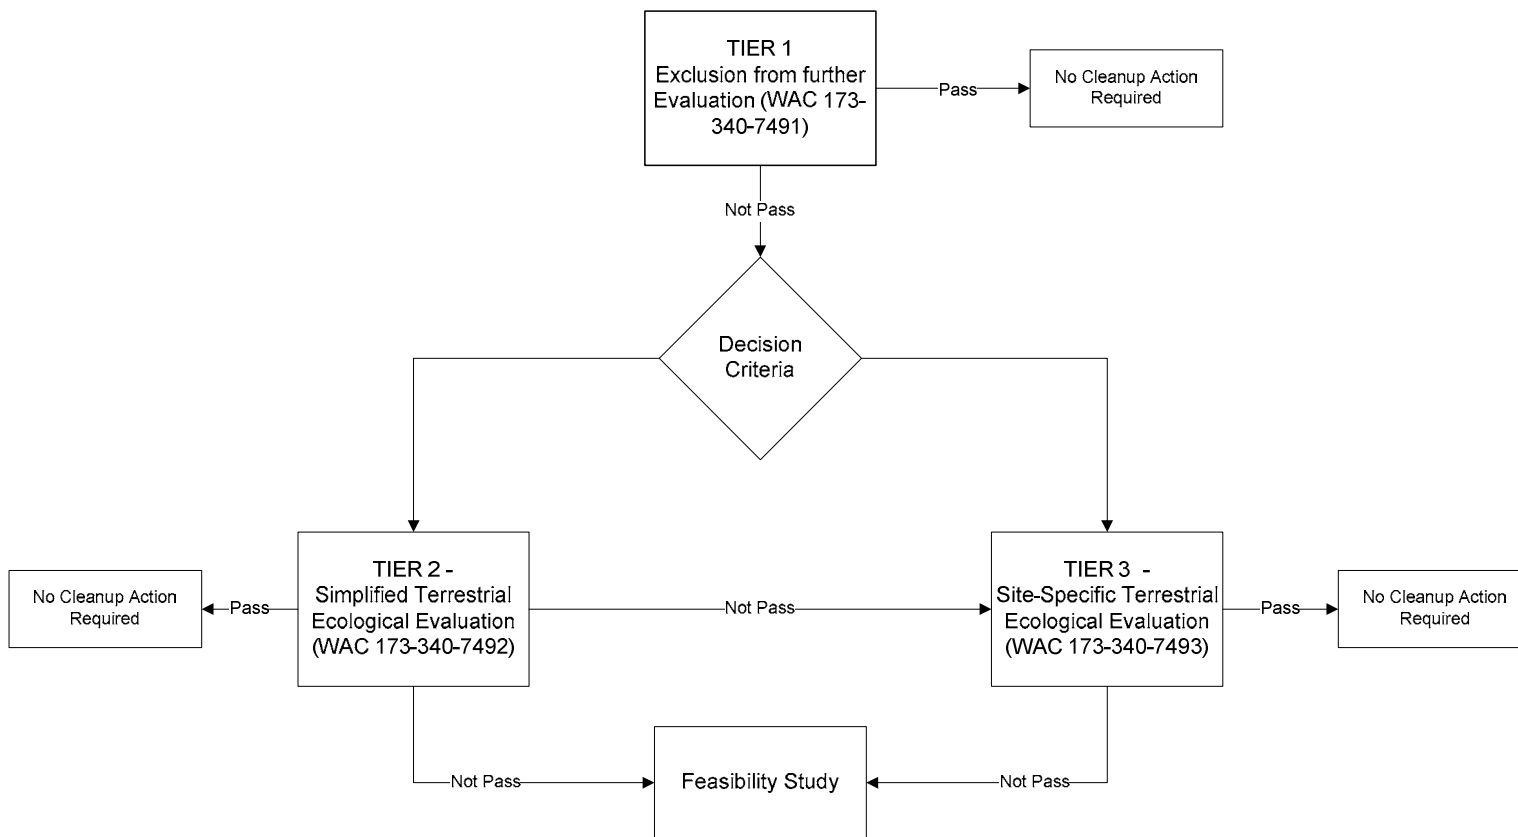 TIER 1
Exclusion from further
Evaluation (WAC 173-
340-7491)
Pass
No Cleanup Action
Required
Not Pass
Decision
Criteria
No Cleanup Action
Required
Pass
TIER 2 -
Simplified Terrestrial
Ecological Evaluation
(WAC 173-340-7492)
Not Pass
TIER 3 -
Site-Specific Terrestrial
Ecological Evaluation
(WAC 173-340-7493)
Pass
No Cleanup Action
Required
Not Pass
Feasibility Study
Not Pass